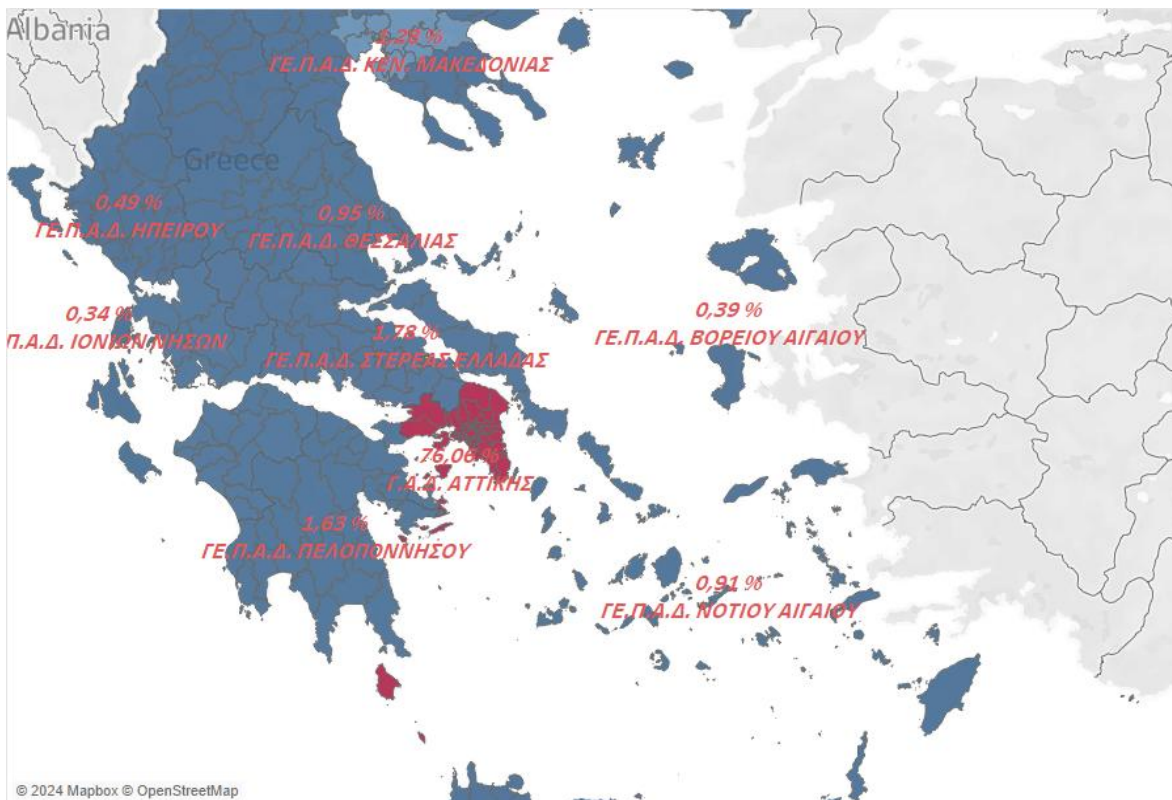 Albania
ΓΕ.Π.Α.Δ. ΚΕΝ. ΜΑΚΕΔΟΝΙΑΣ
Greece
0,49 %
ΓΕ.Π.Α.Δ. ΗΠΕΙΡΟΥ
0,95 %
ΓΕ.Π.Α.Δ. ΘΕΣΣΑΛΙΑΣ
0,34 %
Π.Α.Δ. ΙΟΝΙΩΝ ΝΗΣΩΝ
1,78 %
ΓΕ.Π.Α.Δ. ΣΤΕΡΕΑΣ ΕΛΛΑΔΑΣ
0,39 %
ΓΕ.Π.Α.Δ. ΒΟΡΕΙΟΥ ΑΙΓΑΙΟΥ
76,06 %
Γ.Α.Δ. ΑΤΤΙΚΗΣ
1,63 %
ΓΕ.Π.Α.Δ. ΠΕΛΟΠΟΝΝΗΣΟΥ
0,91 %
ΓΕ.Π.Α.Δ. ΝΟΤΙΟΥ ΑΙΓΑΙΟΥ
© 2024 Mapbox © OpenStreetMap